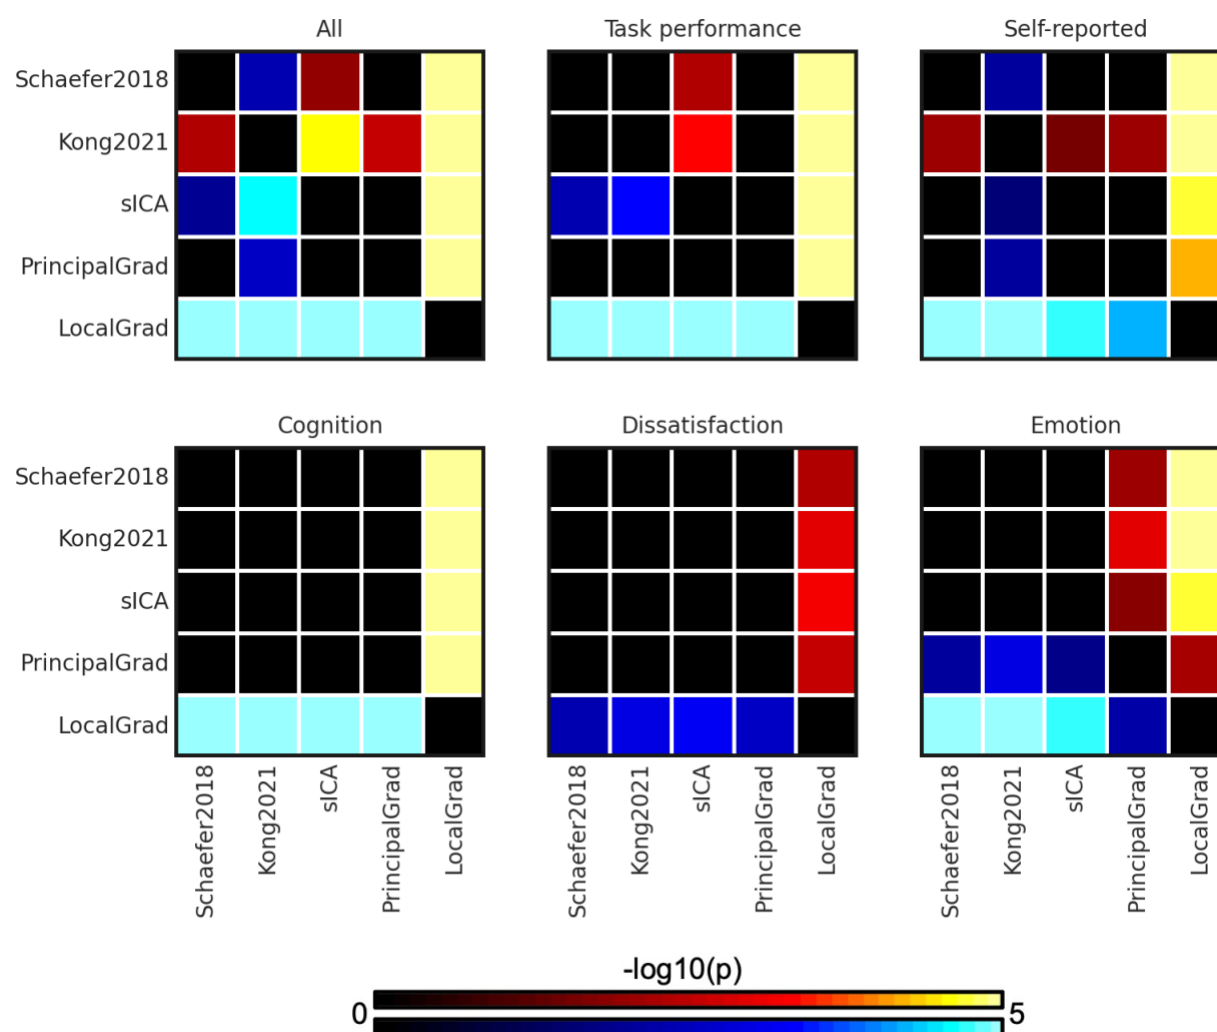 All Task performance Self-reported
Schaefer2018
Kong2021
sICA
PrincipalGrad
LocalGrad
Cognition Dissatisfaction Emotion
Schaefer2018
Kong2021
sICA
PrincipalGrad
LocalGrad
Schaefer2018
Kong2021
sICA
PrincipalGrad
LocalGrad
Schaefer2018
Kong2021
sICA
PrincipalGrad
LocalGrad
Schaefer2018
Kong2021
sICA
PrincipalGrad
LocalGrad
-log10(p)
0 5